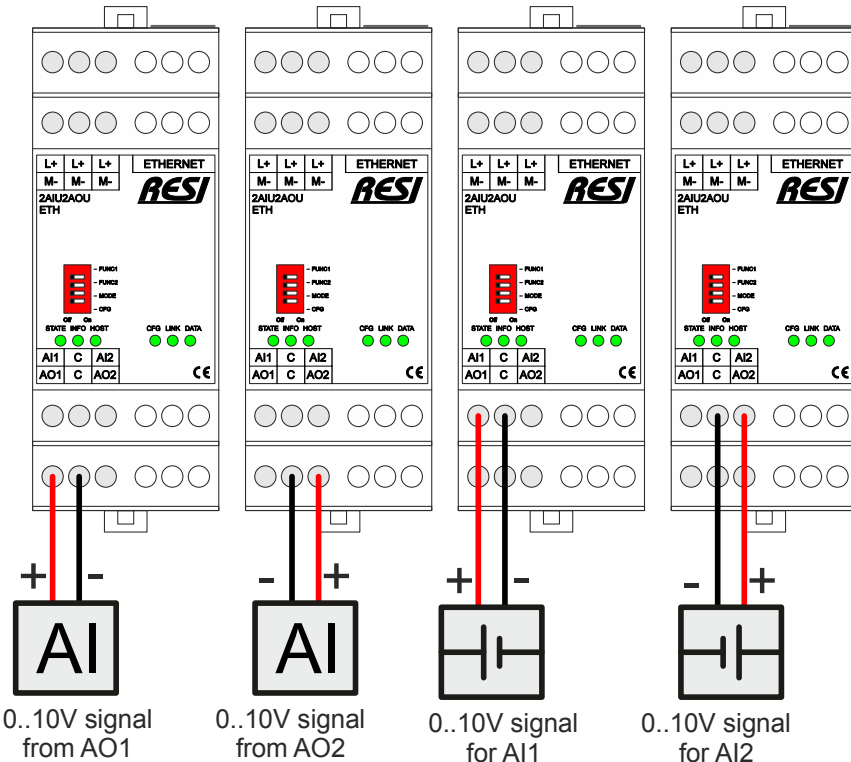 L+ L+ L+ ETHERNET
M- M- M- RESI
2AIU2AOU
ETH
- FUNC1
- FUNC2
- MODE
- CFG
Off On
STATE INFO HOST CFG LINK DATA
AI1 C AI2
AO1 C AO2 CE
+ -
AI
0..10V signal
from AO1
L+ L+ L+ ETHERNET
M- M- M- RESI
2AIU2AOU
ETH
- FUNC1
- FUNC2
- MODE
- CFG
Off On
STATE INFO HOST CFG LINK DATA
AI1 C AI2
AO1 C AO2 CE
- +
AI
0..10V signal
from AO2
L+ L+ L+ ETHERNET
M- M- M- RESI
2AIU2AOU
ETH
- FUNC1
- FUNC2
- MODE
- CFG
Off On
STATE INFO HOST CFG LINK DATA
AI1 C AI2
AO1 C AO2 CE
+ -
0..10V signal
for AI1
L+ L+ L+ ETHERNET
M- M- M- RESI
2AIU2AOU
ETH
- FUNC1
- FUNC2
- MODE
- CFG
Off On
STATE INFO HOST CFG LINK DATA
AI1 C AI2
AO1 C AO2 CE
- +
0..10V signal
for AI2